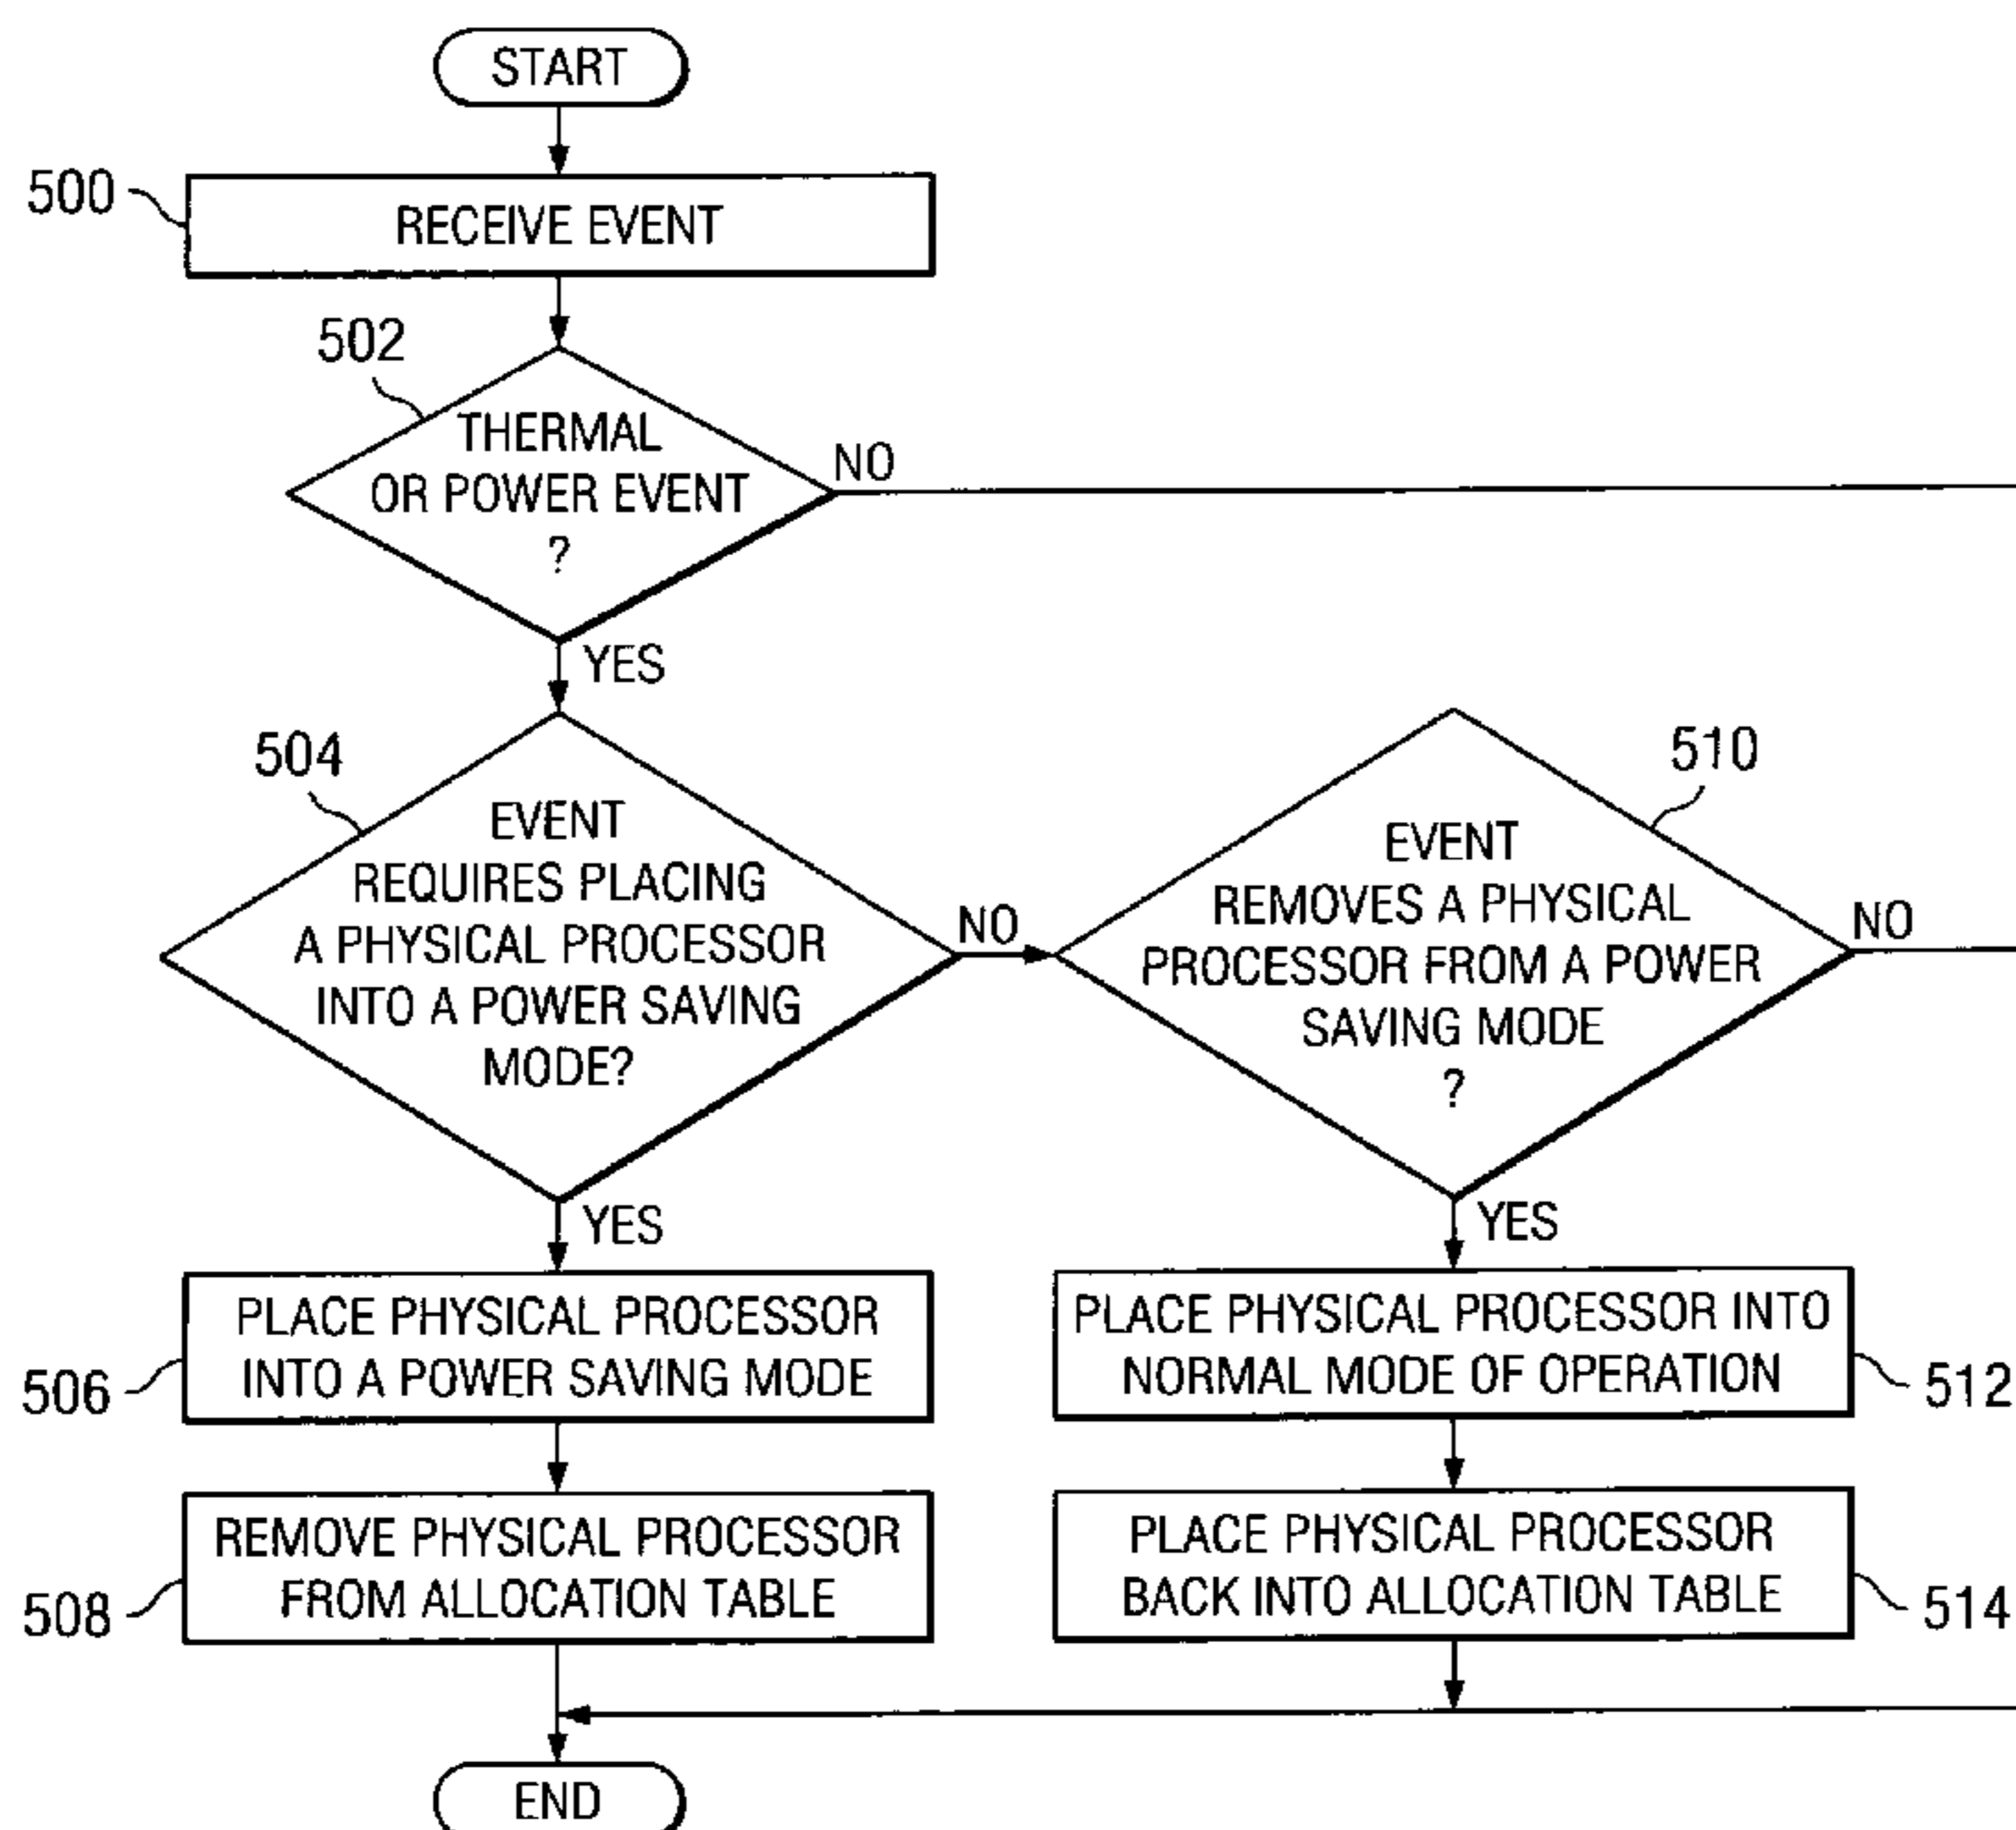 START
500
RECEIVE EVENT
502
THERMAL
OR POWER EVENT
?
NO
YES
504
EVENT
REQUIRES PLACING
A PHYSICAL PROCESSOR
INTO A POWER SAVING
MODE?
NO
YES
510
EVENT
REMOVES A PHYSICAL
PROCESSOR FROM A POWER
SAVING MODE
?
NO
YES
506
PLACE PHYSICAL PROCESSOR
INTO A POWER SAVING MODE
PLACE PHYSICAL PROCESSOR INTO
NORMAL MODE OF OPERATION
512
508
REMOVE PHYSICAL PROCESSOR
FROM ALLOCATION TABLE
PLACE PHYSICAL PROCESSOR
BACK INTO ALLOCATION TABLE
514
END